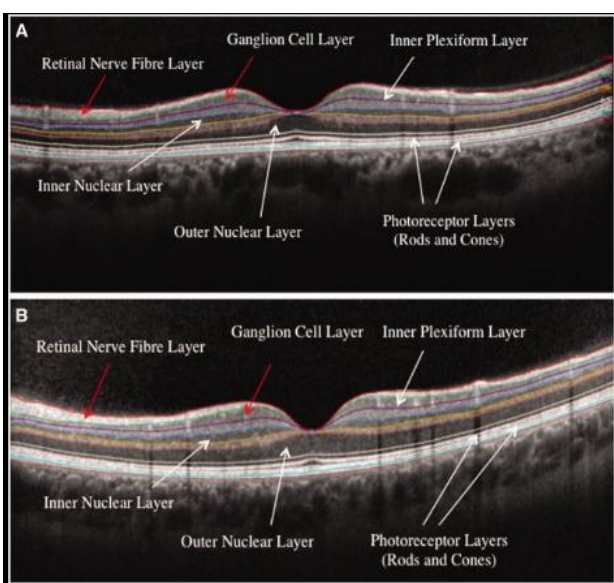 A
Ganglion Cell Layer
Inner Plexiform Layer
Retinal Nerve Fibre Layer
Inner Nuclear Layer
Outer Nuclear Layer
Photoreceptor Layers
(Rods and Cones)
B
Ganglion Cell Layer
Inner Plexiform Layer
Retinal Nerve Fibre Layer
Inner Nuclear Layer
Outer Nuclear Layer
Photoreceptor Layers
(Rods and Cones)